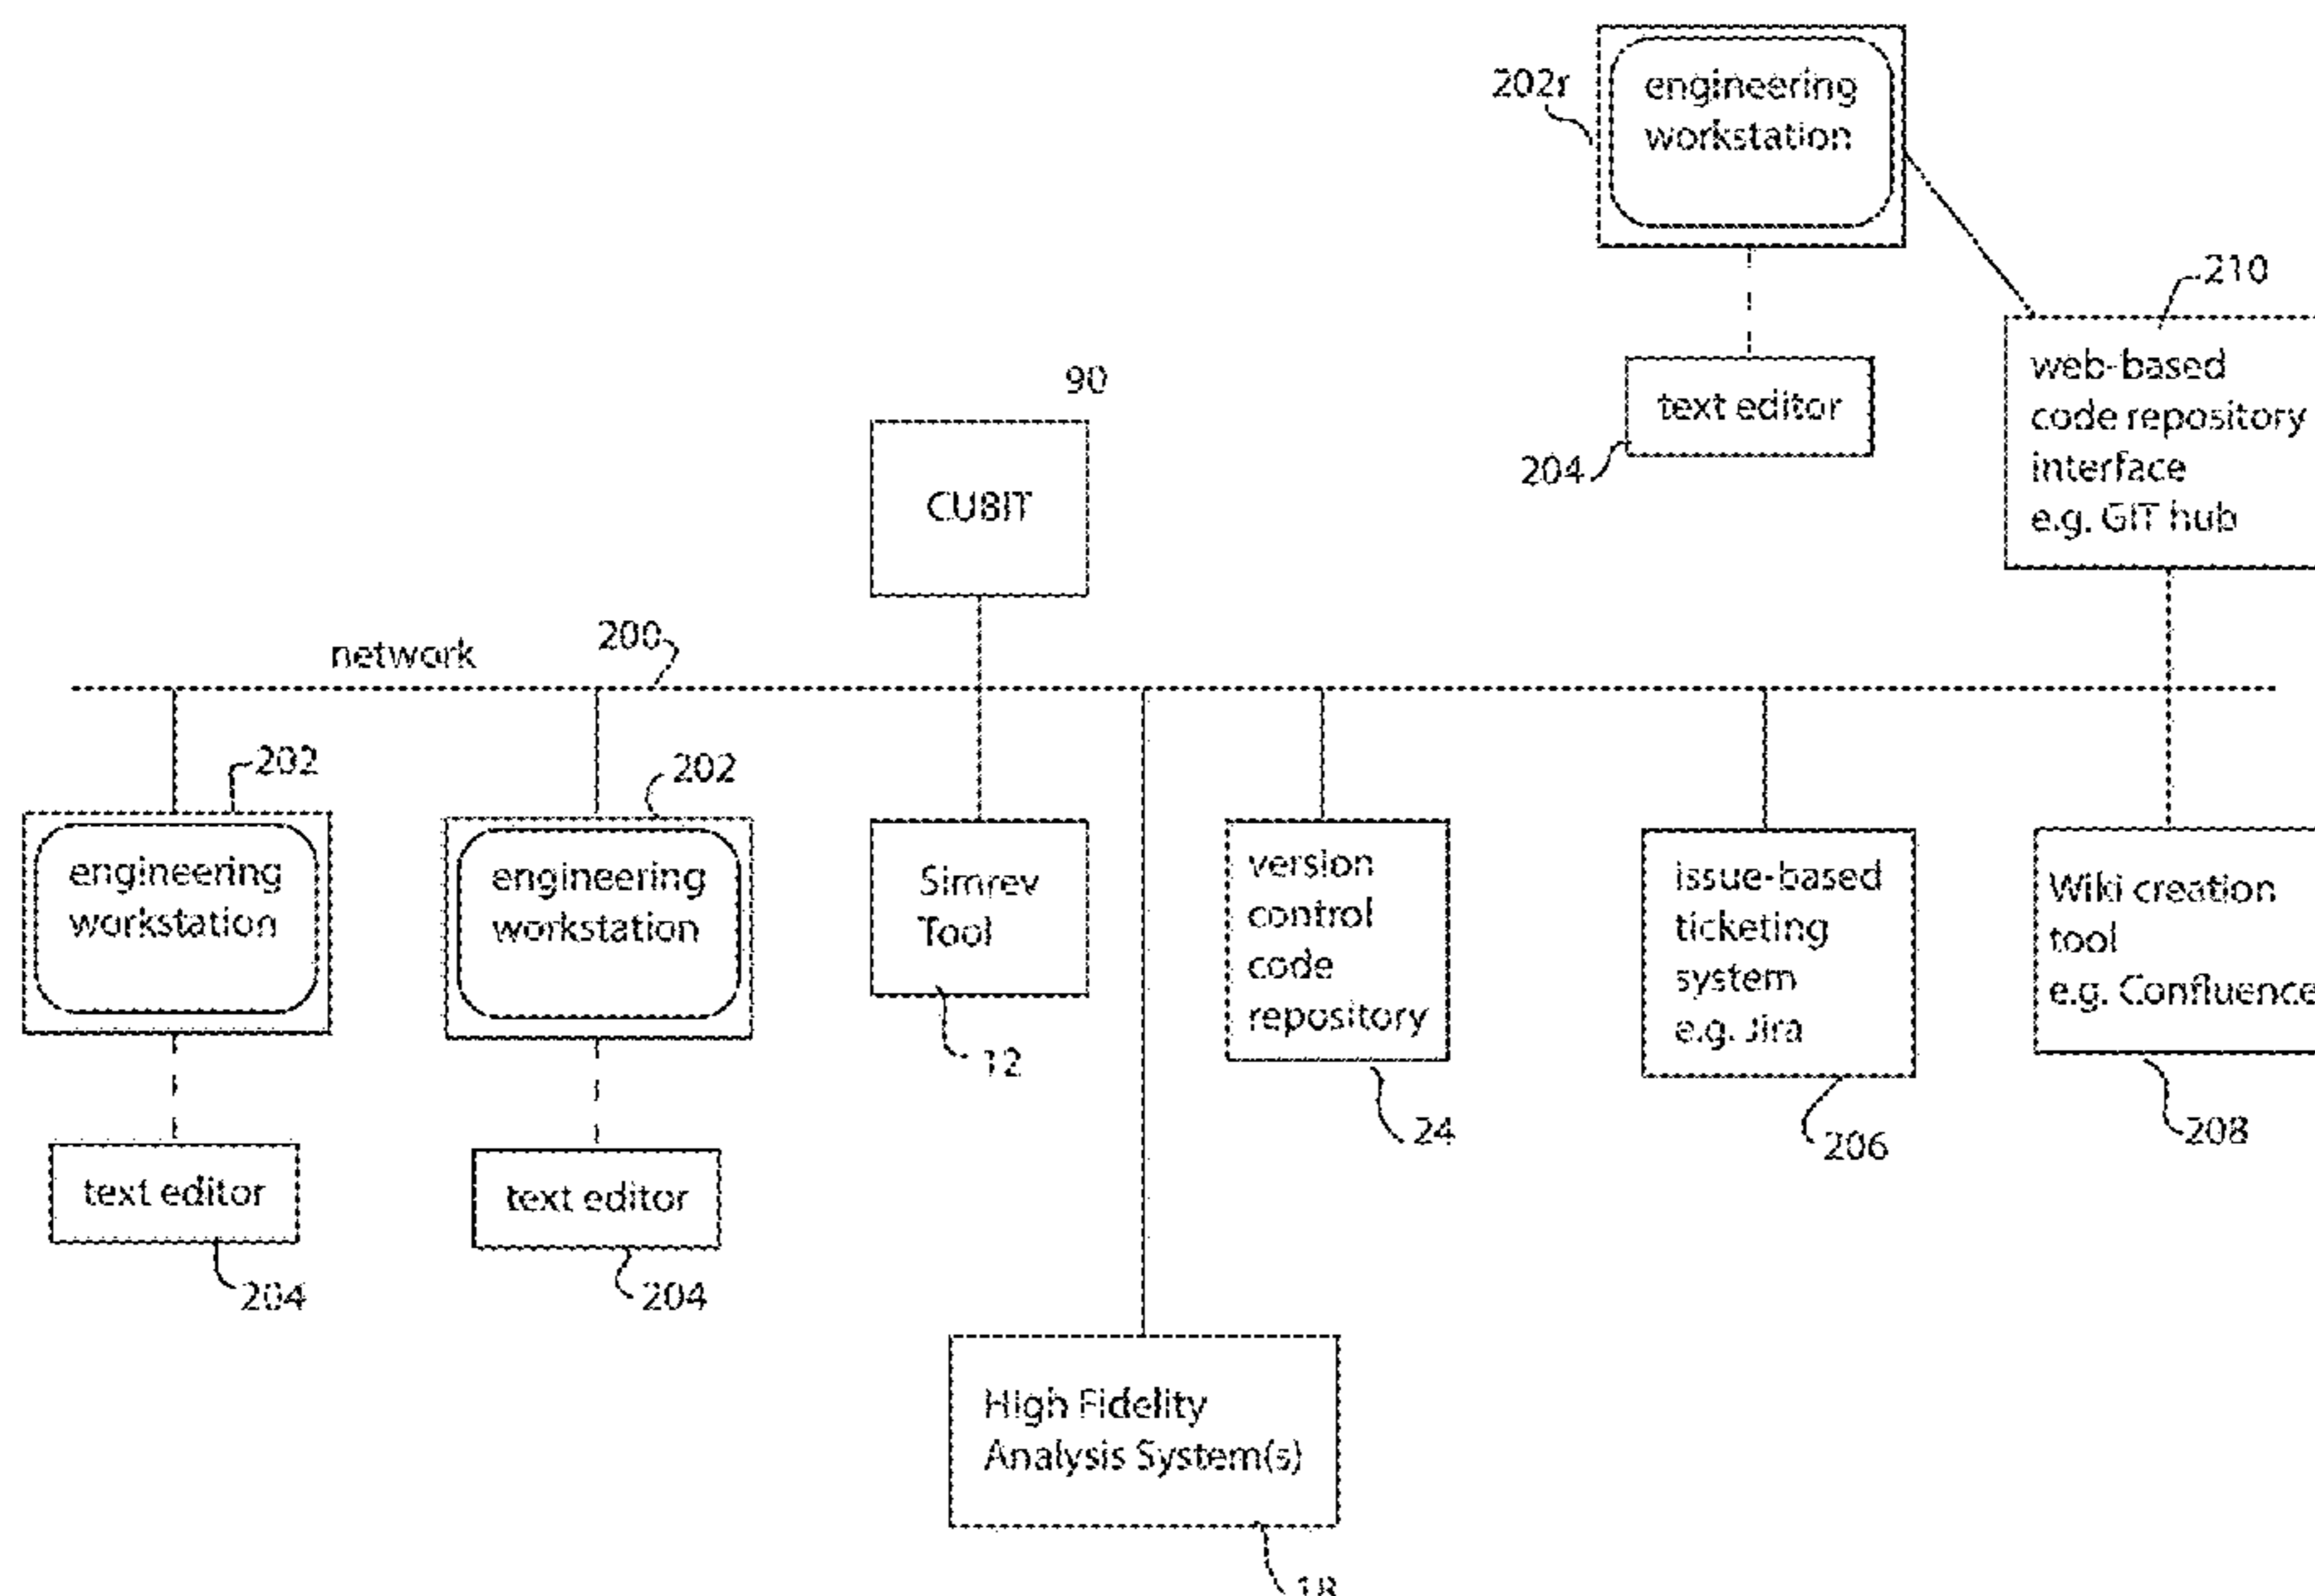 202r
engineering
workstation
210
web-based
code repository
interface
e.g. GIT hub
text editor
204
90
CUBIT
network
200
202
engineering
workstation
202
engineering
workstation
Simrev
Tool
12
version
control
code
repository
24
issue-based
ticketing
system
e.g. Jira
206
Wiki creation
tool
e.g. Confluence
208
text editor
204
text editor
204
High Fidelity
Analysis System(s)
18